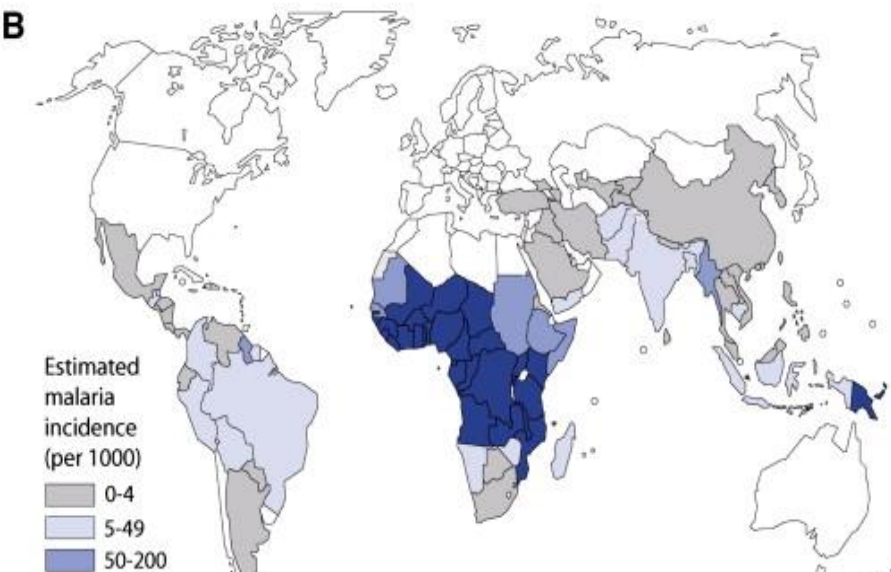 B
Estimated
malaria
incidence
(per 1000)
0-4
5-49
50-200